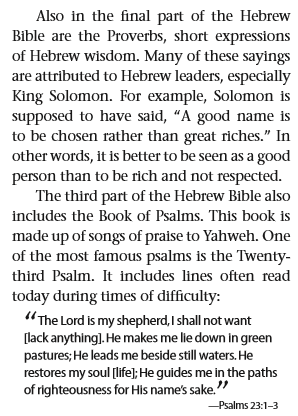 Also in the final part of the Hebrew
Bible are the Proverbs, short expressions
of Hebrew wisdom. Many of these sayings
are attributed to Hebrew leaders, especially
King Solomon. For example, Solomon is
supposed to have said, “A good name is
to be chosen rather than great riches.” In
other words, it is better to be seen as a good
person than to be rich and not respected.
The third part of the Hebrew Bible also
includes the Book of Psalms. This book is
made up of songs of praise to Yahweh. One
of the most famous psalms is the Twenty-
third Psalm. It includes lines often read
today during times of difficulty:
“The Lord is my shepherd, I shall not want
[lack anything]. He makes me lie down in green
pastures; He leads me beside still waters. He
restores my soul [life]; He guides me in the paths
of righteousness for His name’s sake.”
—Psalms 23:1–3